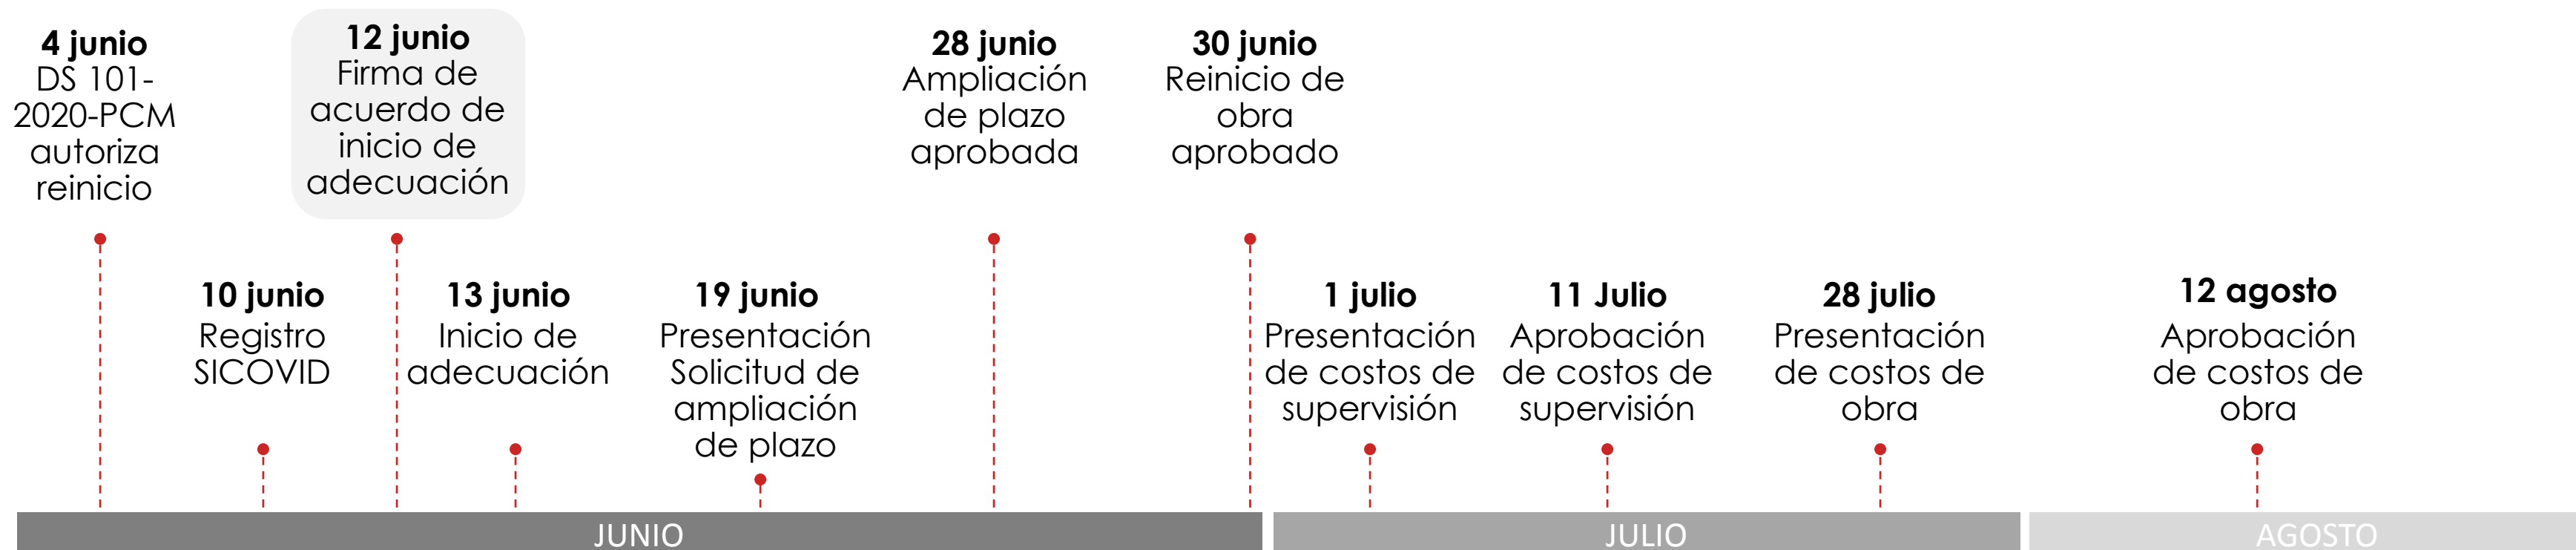 4 junio
DS 101-
2020-PCM
autoriza
reinicio
12 junio
Firma de
acuerdo de
inicio de
adecuación
28 junio
Ampliación
de plazo
aprobada
30 junio
Reinicio de
obra
aprobado
10 junio
Registro
SICOVID
13 junio
Inicio de
adecuación
19 junio
Presentación
Solicitud de
ampliación
de plazo
1 julio
Presentación
de costos de
supervisión
11 Julio
Aprobación
de costos de
supervisión
28 julio
Presentación
de costos de
obra
12 agosto
Aprobación
de costos de
obra
JUNIO
JULIO
AGOSTO